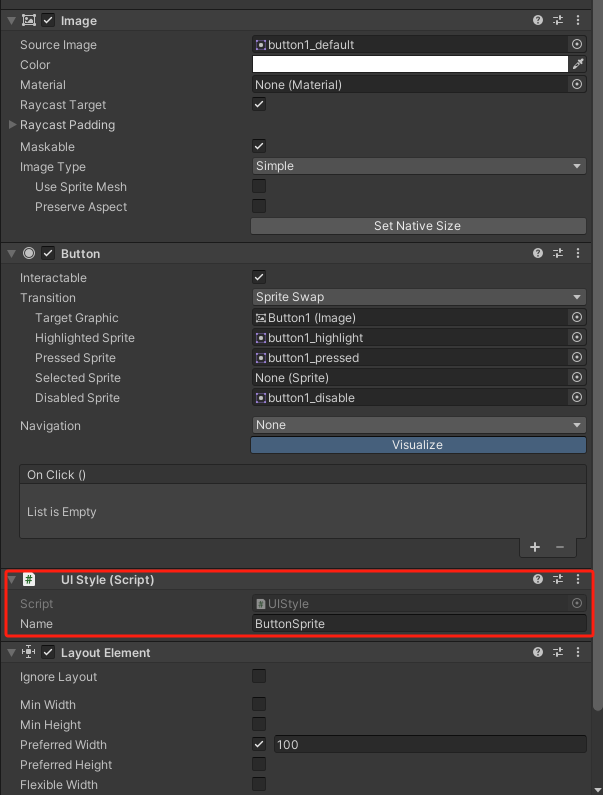 Image
Source Image button1_default
Color
Material None (Material)
Raycast Target
Raycast Padding
Maskable
Image Type Simple
Use Sprite Mesh
Preserve Aspect
Set Native Size
Button
Interactable
Transition Sprite Swap
Target Graphic Button1 (Image)
Highlighted Sprite button1_highlight
Pressed Sprite button1_pressed
Selected Sprite None (Sprite)
Disabled Sprite button1_disable
Navigation None
Visualize
On Click ()
List is Empty
# UI Style (Script)
Script # UIStyle
Name ButtonSprite
Layout Element
Ignore Layout
Min Width
Min Height
Preferred Width 100
Preferred Height
Flexible Width